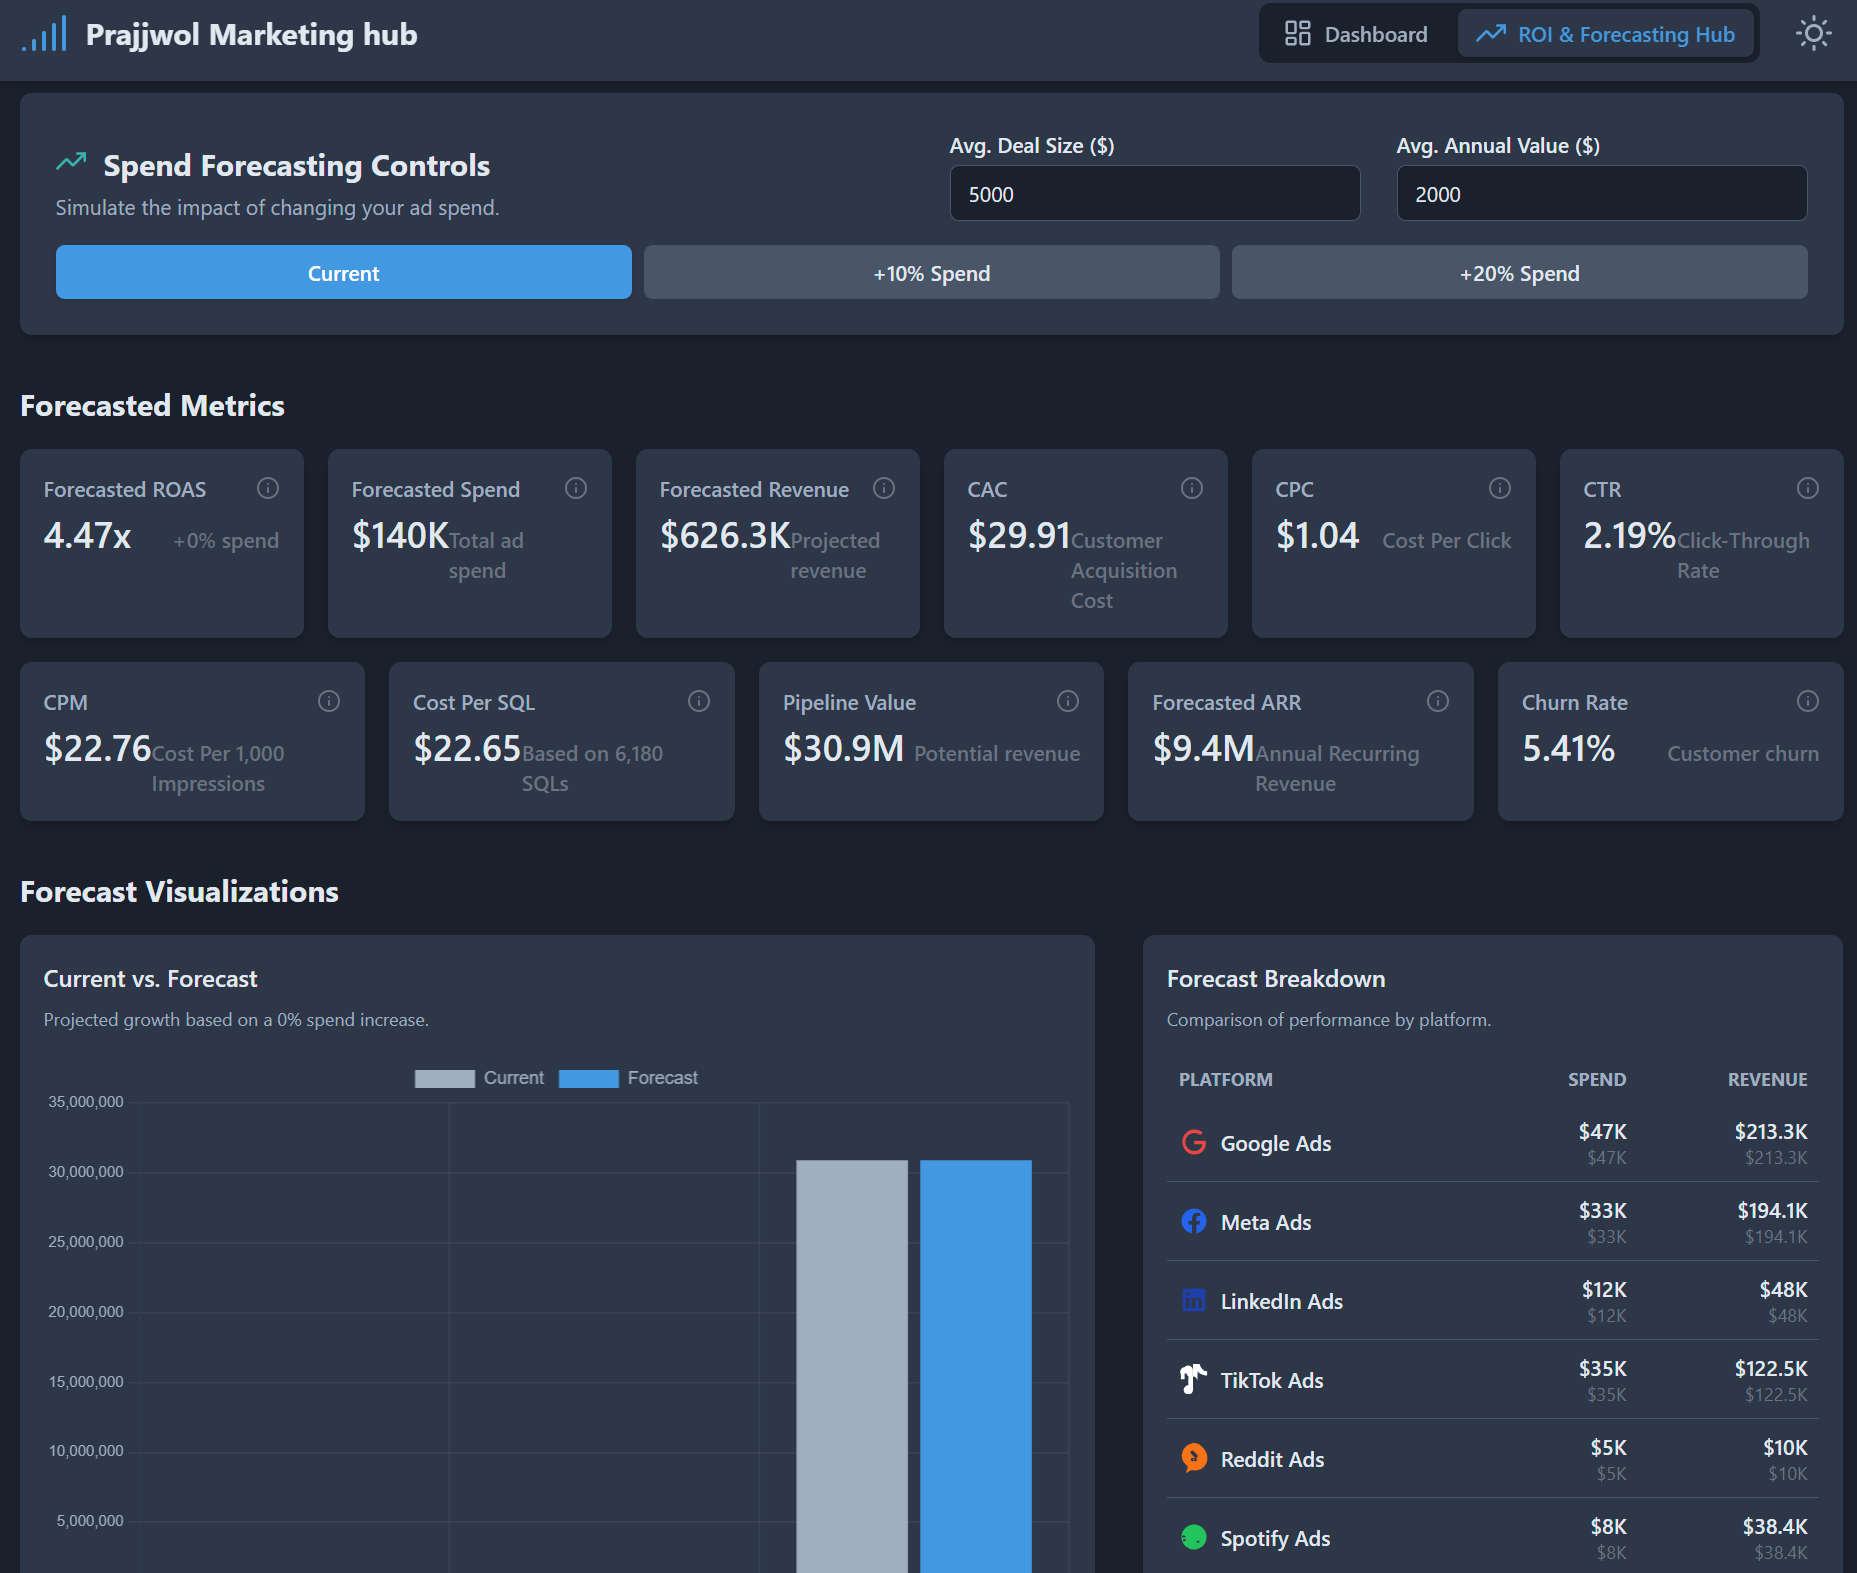 Prajjwol Marketing hub
Dashboard
ROI & Forecasting Hub
Spend Forecasting Controls
Simulate the impact of changing your ad spend.
Avg. Deal Size ($)
5000
Avg. Annual Value ($)
2000
Current
+10% Spend
+20% Spend
Forecasted Metrics
Forecasted ROAS
4.47x
+0% spend
Forecasted Spend
$140K
Total ad
spend
Forecasted Revenue
$626.3K
Projected
revenue
CAC
$29.91
Customer
Acquisition
Cost
CPC
$1.04
Cost Per Click
CTR
2.19%
Click-Through
Rate
CPM
$22.76
Cost Per 1,000
Impressions
Cost Per SQL
$22.65
Based on 6,180
SQLs
Pipeline Value
$30.9M
Potential revenue
Forecasted ARR
$9.4M
Annual Recurring
Revenue
Churn Rate
5.41%
Customer churn
Forecast Visualizations
Current vs. Forecast
Projected growth based on a 0% spend increase.
Current
Forecast
35,000,000
30,000,000
25,000,000
20,000,000
15,000,000
10,000,000
5,000,000
Forecast Breakdown
Comparison of performance by platform.
PLATFORM SPEND REVENUE
Google Ads $47K $213.3K
$47K $213.3K
Meta Ads $33K $194.1K
$33K $194.1K
LinkedIn Ads $12K $48K
$12K $48K
TikTok Ads $35K $122.5K
$35K $122.5K
Reddit Ads $5K $10K
$5K $10K
Spotify Ads $8K $38.4K
$8K $38.4K